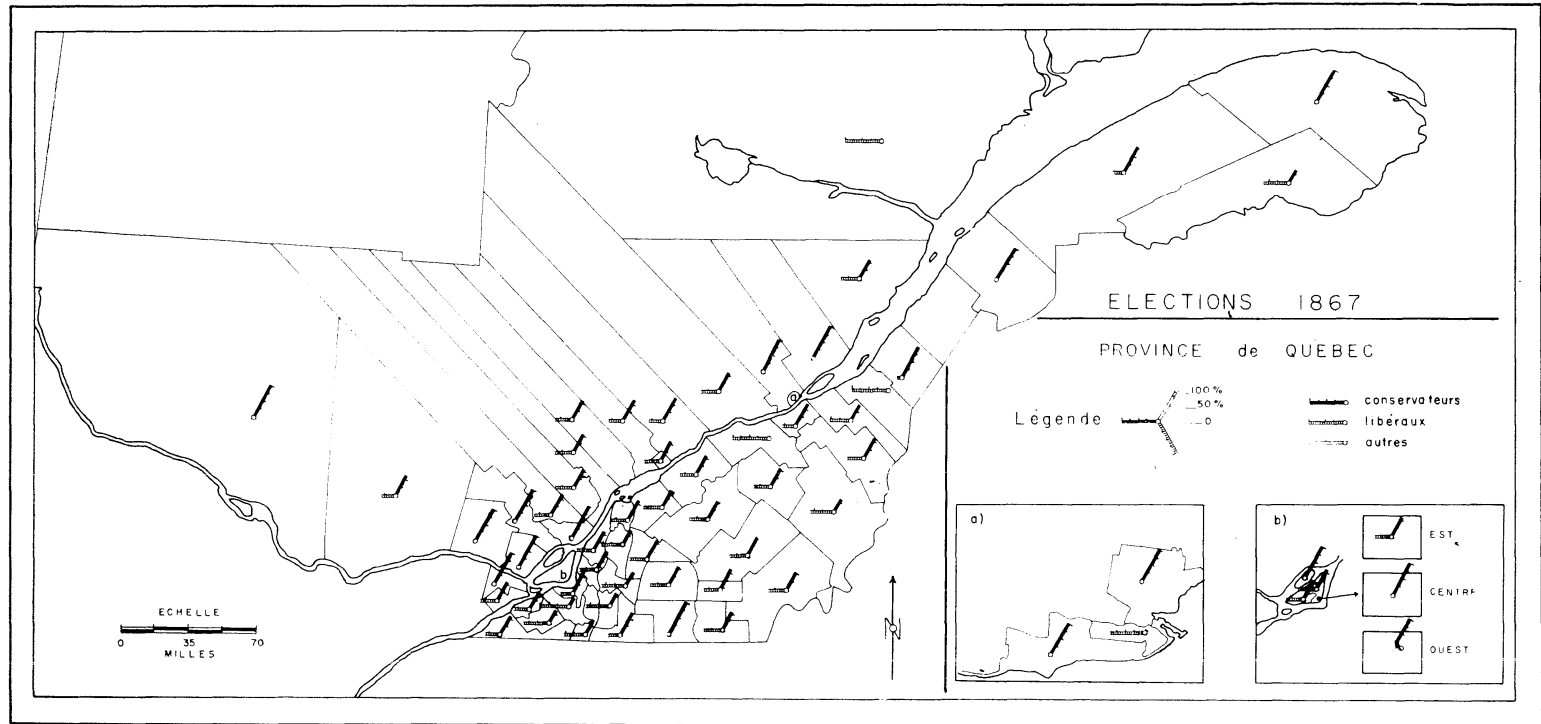 ELECTIONS 1867
PROVINCE de QUEBEC
Légende
100%
50%
0
conservateurs
libéraux
autres
a
b
ECHELLE
0 35 70
MILLES
N
a)
b)
EST
CENTRE
OUEST